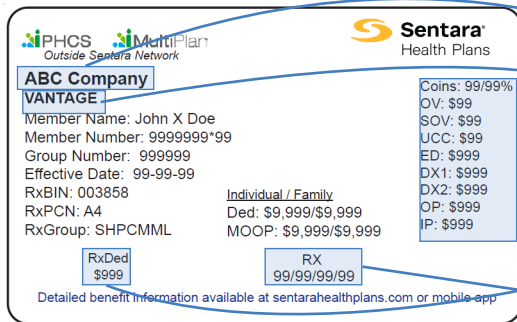 PHCS MultiPlan
Outside Sentara Network
Sentara
Health Plans
ABC Company
VANTAGE
Member Name: John X Doe
Member Number: 9999999*99
Group Number: 999999
Effective Date: 99-99-99
RxBIN: 003858
RxPCN: A4
RxGroup: SHPCMML
Individual / Family
Ded: $9,999/$9,999
MOOP: $9,999/$9,999
Coins: 99/99%
OV: $99
SOV: $99
UCC: $99
ED: $999
DX1: $999
DX2: $999
OP: $999
IP: $999
RxDed
$999
RX
99/99/99/99
Detailed benefit information available at sentarahealthplans.com or mobile app